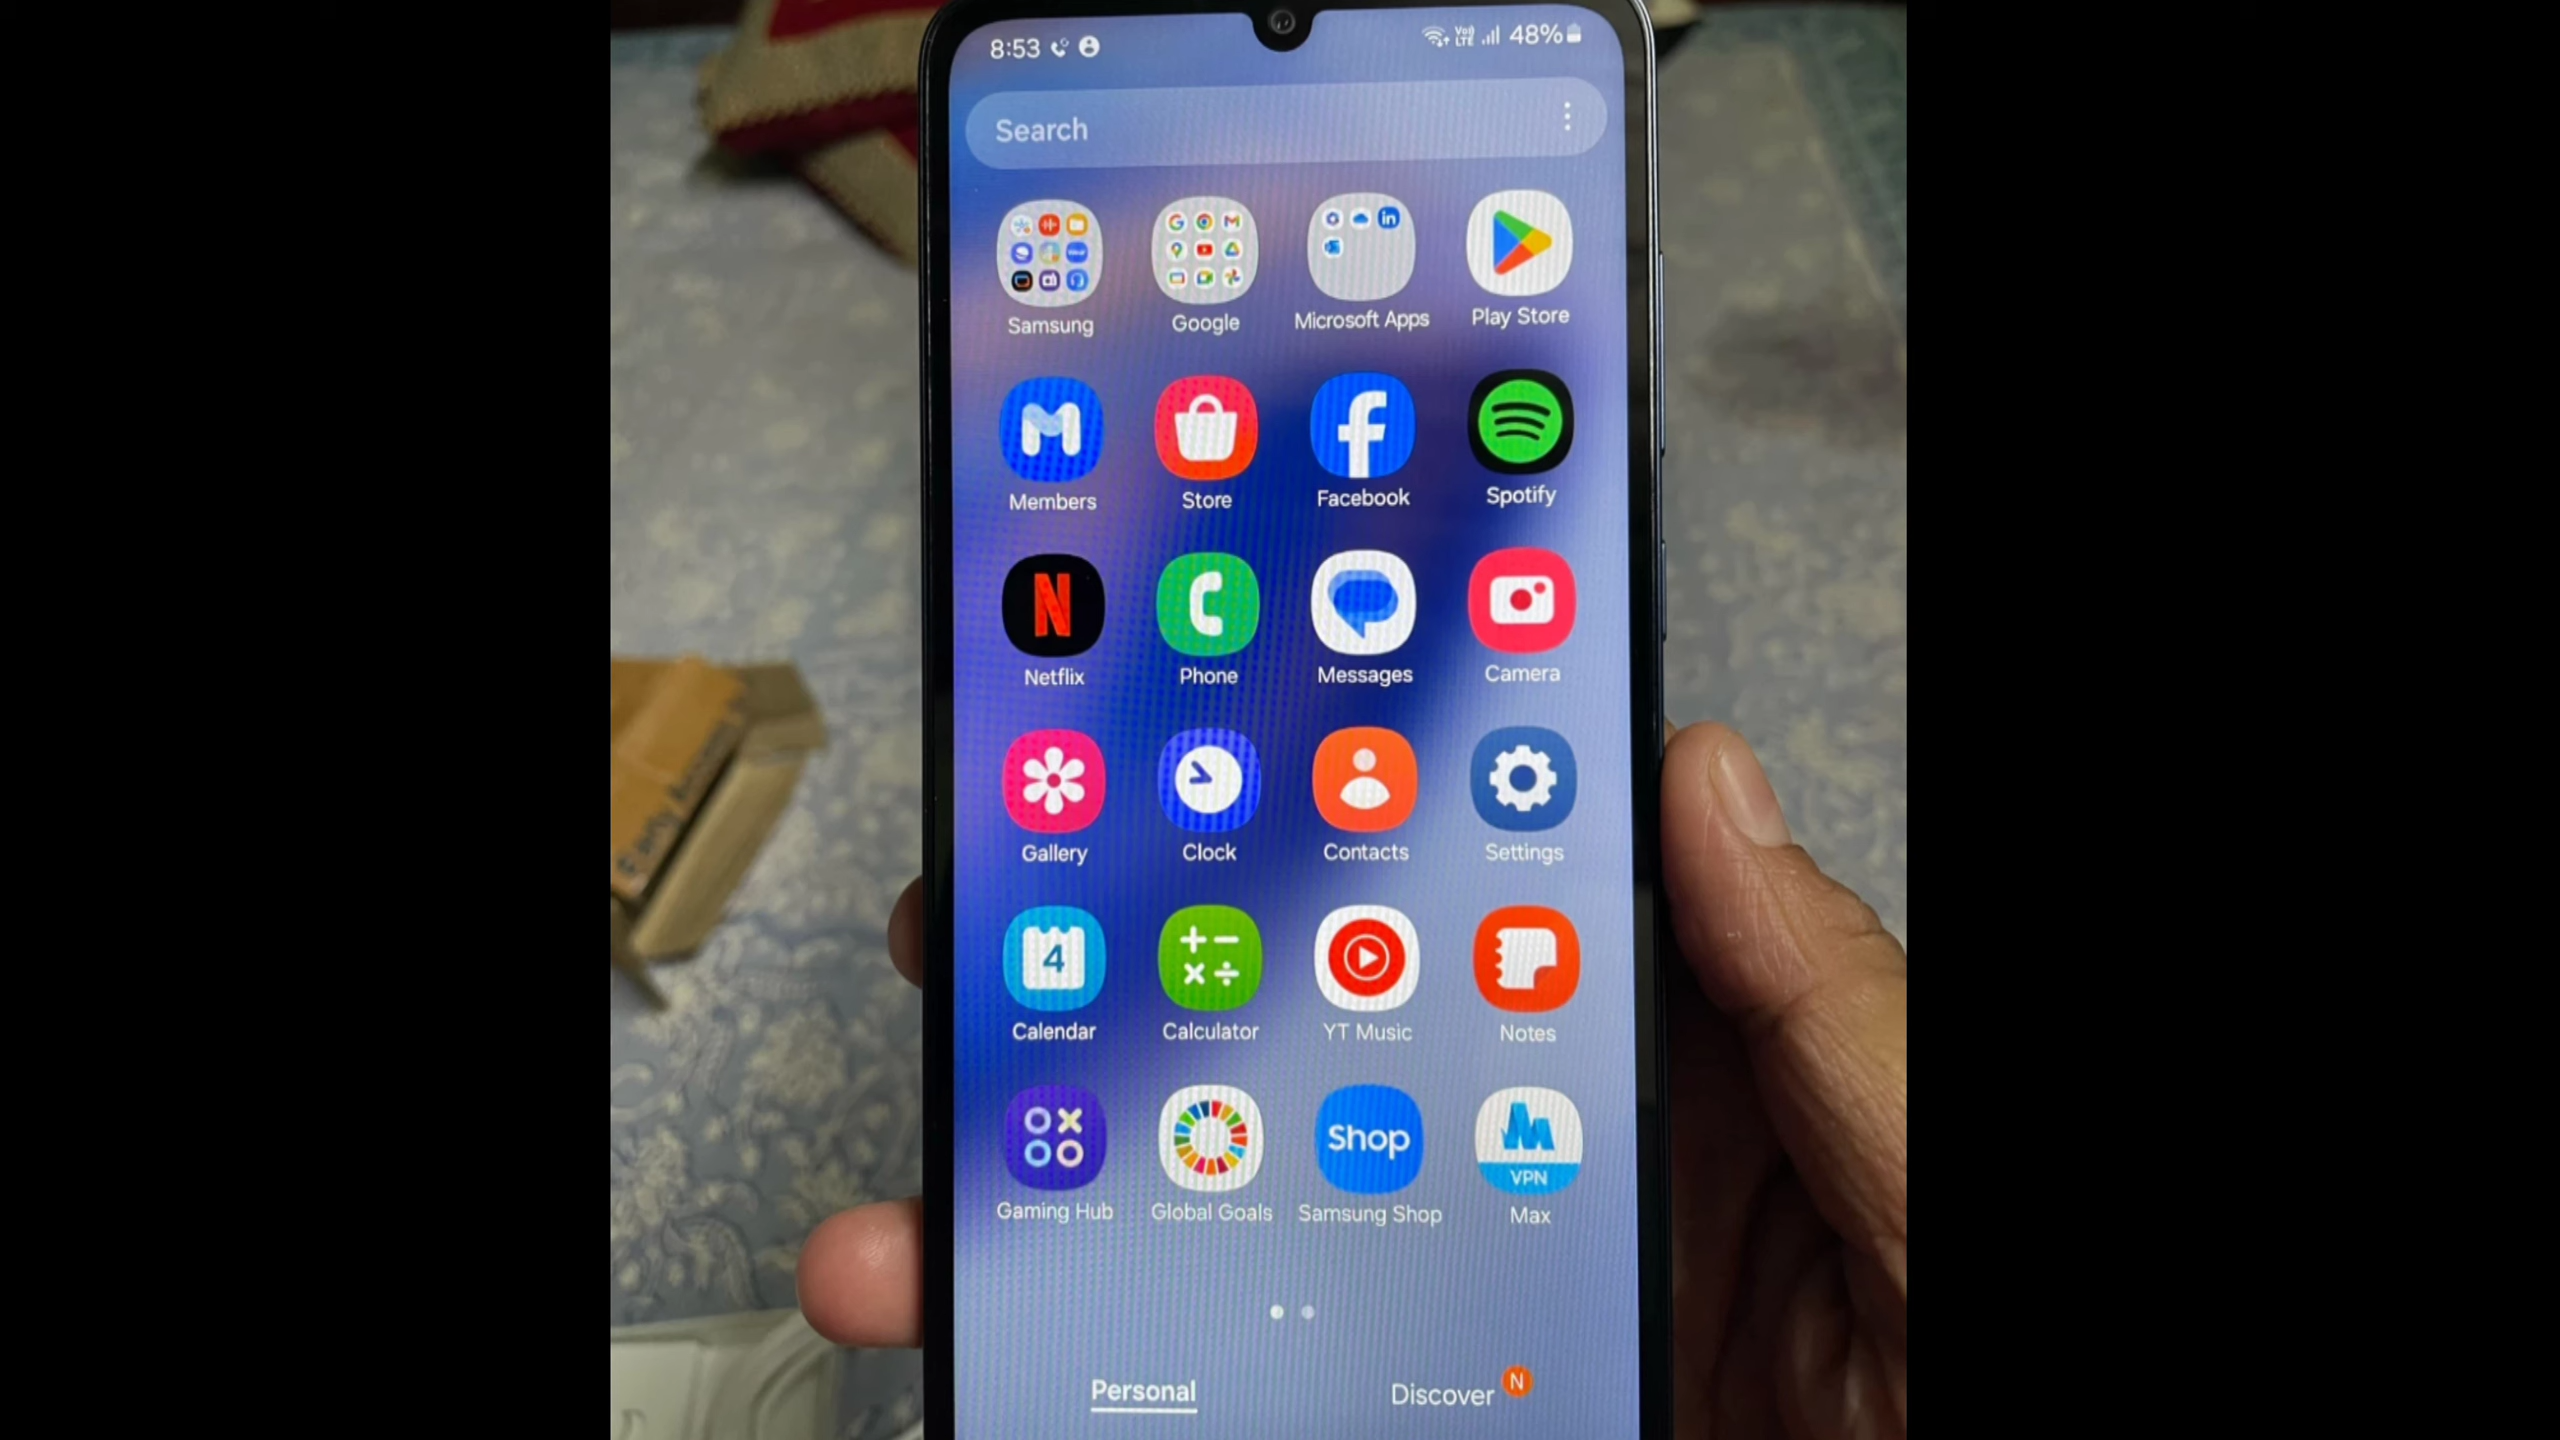 8:53 48%
Vo))
LTE
Search
Samsung Google Microsoft Apps Play Store
Members Store Facebook Spotify
Netflix Phone Messages Camera
Gallery Clock Contacts Settings
4
Calendar Calculator YT Music Notes
Shop
VPN
Gaming Hub Global Goals Samsung Shop Max
Personal Discover N